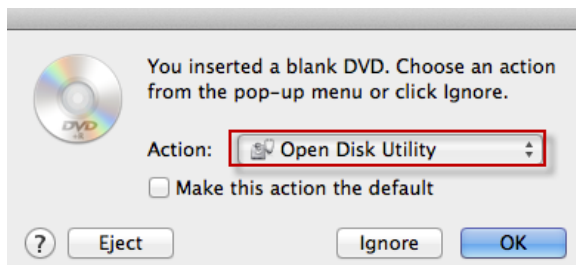 You inserted a blank DVD. Choose an action
from the pop-up menu or click Ignore.
DVD
+R
Action: Open Disk Utility
Make this action the default
? Eject Ignore OK